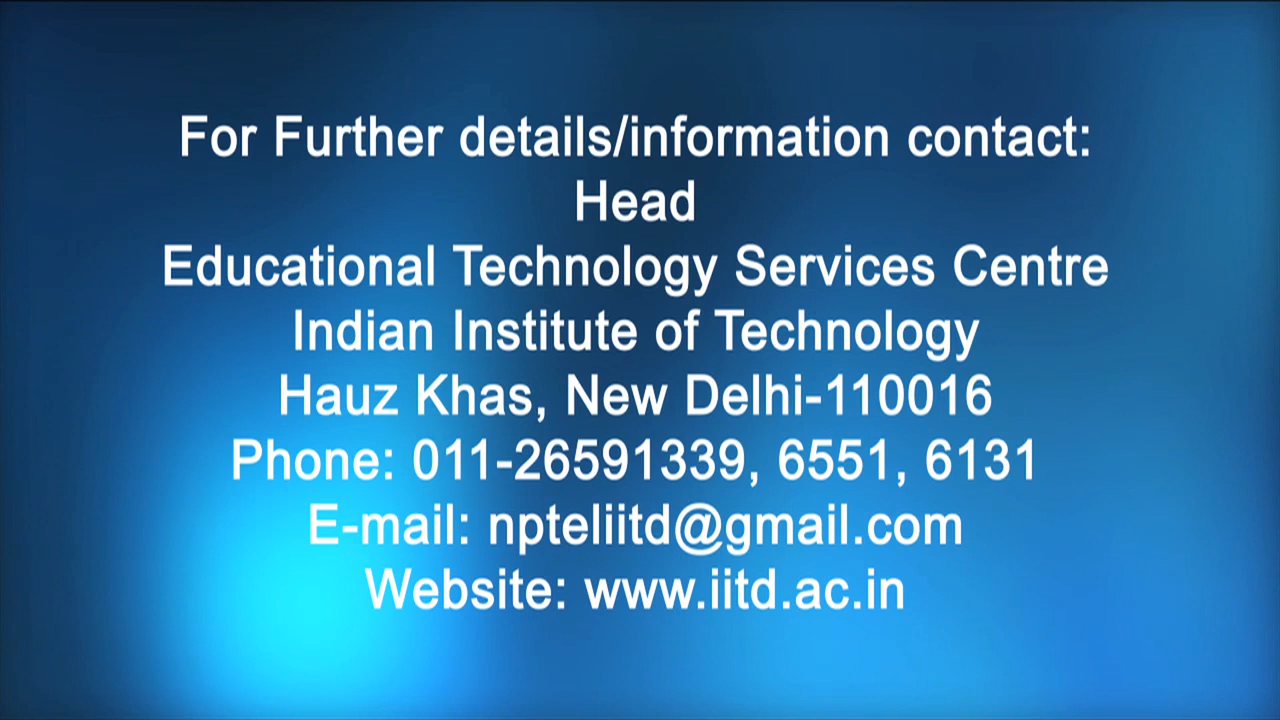 For Further details/information contact:
Head
Educational Technology Services Centre
Indian Institute of Technology
Hauz Khas, New Delhi-110016
Phone: 011-26591339, 6551, 6131
E-mail: npteliitd@gmail.com
Website: www.iitd.ac.in